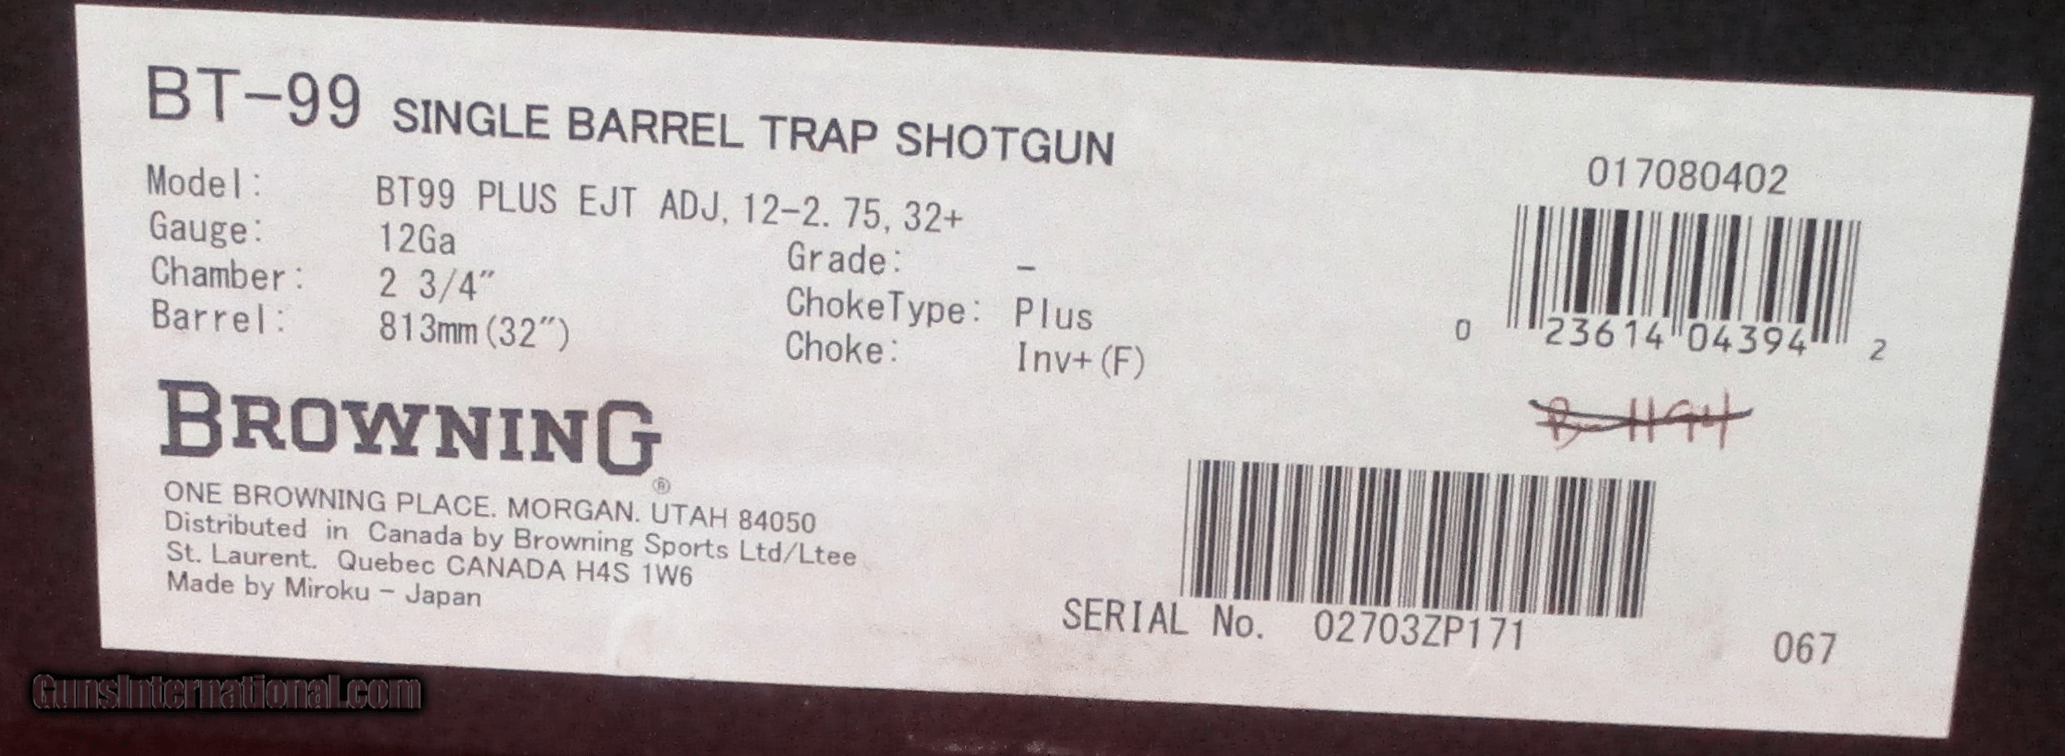 BT-99 SINGLE BARREL TRAP SHOTGUN
Model: BT99 PLUS EJT ADJ, 12-2. 75, 32+
Gauge: 12Ga Grade: -
Chamber: 2 3/4" ChokeType: Plus
Barrel: 813mm(32") Choke: Inv+(F)
017080402
0 23614 04394 2
BROWNING®
ONE BROWNING PLACE. MORGAN. UTAH 84050
Distributed in Canada by Browning Sports Ltd/Ltee
St. Laurent. Quebec CANADA H4S 1W6
Made by Miroku - Japan
SERIAL No. 02703ZP171
067
GunsInternational.com